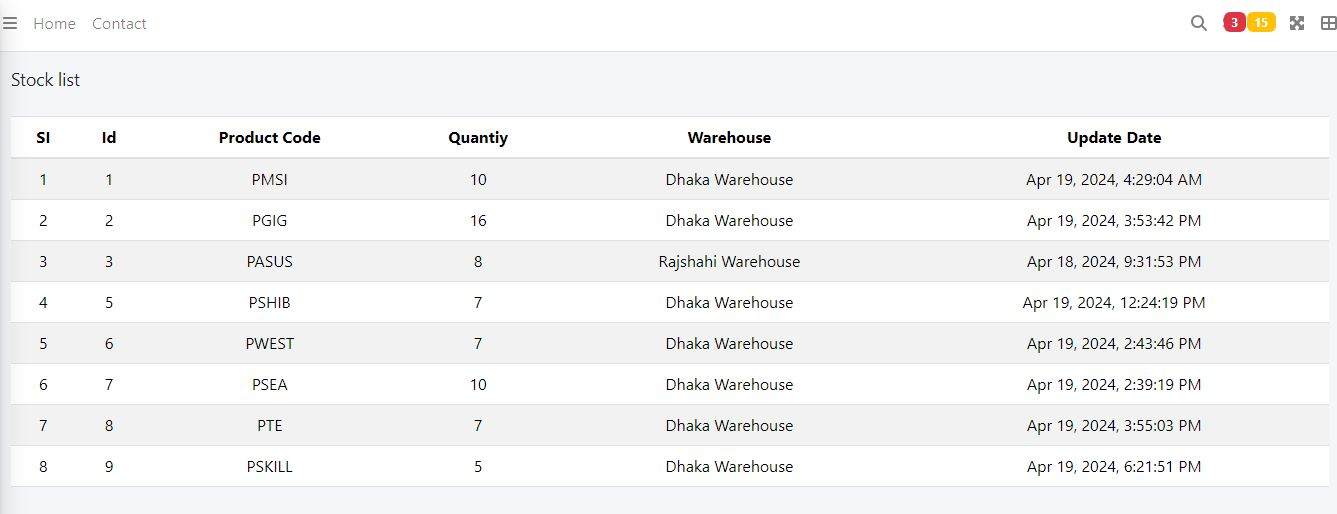 Home Contact 3 15
Stock list
SI Id Product Code Quantiy Warehouse Update Date
1 1 PMSI 10 Dhaka Warehouse Apr 19, 2024, 4:29:04 AM
2 2 PGIG 16 Dhaka Warehouse Apr 19, 2024, 3:53:42 PM
3 3 PASUS 8 Rajshahi Warehouse Apr 18, 2024, 9:31:53 PM
4 5 PSHIB 7 Dhaka Warehouse Apr 19, 2024, 12:24:19 PM
5 6 PWEST 7 Dhaka Warehouse Apr 19, 2024, 2:43:46 PM
6 7 PSEA 10 Dhaka Warehouse Apr 19, 2024, 2:39:19 PM
7 8 PTE 7 Dhaka Warehouse Apr 19, 2024, 3:55:03 PM
8 9 PSKILL 5 Dhaka Warehouse Apr 19, 2024, 6:21:51 PM